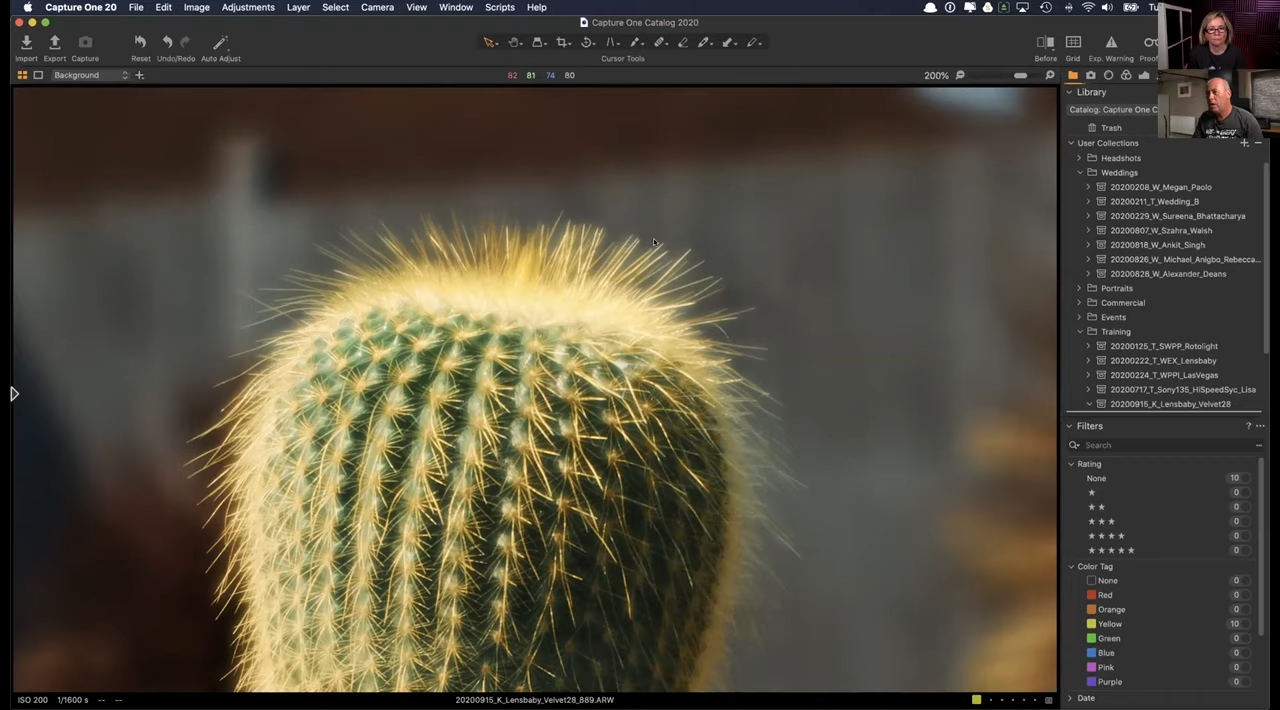 Capture One 20 File Edit Image Adjustments Layer Select Camera View Window Scripts Help
Capture One Catalog 2020
Import Export Capture Reset Undo/Redo Auto Adjust Cursor Tools Before Grid Exp. Warning
Background 82 81 74 80 200%
Library
Catalog: Capture One C
Trash
User Collections
Headshots
Weddings
20200208_W_Megan_Paolo
20200211_T_Wedding_B
20200229_W_Sureena_Bhattacharya
20200807_W_Szahra_Walsh
20200818_W_Ankit_Singh
20200826_W_ Michael_Anigbo_Rebecca...
20200828_W_Alexander_Deans
Portraits
Commercial
Events
Training
20200125_T_SWPP_Rotolight
20200222_T_WEX_Lensbaby
20200224_T_WPPI_LasVegas
20200717_T_Sony135_HiSpeedSyc_Lisa
20200915_K_Lensbaby_Velvet28
Filters ? ...
Search
Rating
None 10
★ 0
★ ★ 0
★ ★ ★ 0
★ ★ ★ ★ 0
★ ★ ★ ★ ★ 0
Color Tag
None 0
Red 0
Orange 0
Yellow 10
Green 0
Blue 0
Pink 0
Purple 0
Date
ISO 200 1/1600 s -- -- 20200915_K_Lensbaby_Velvet28_889.ARW